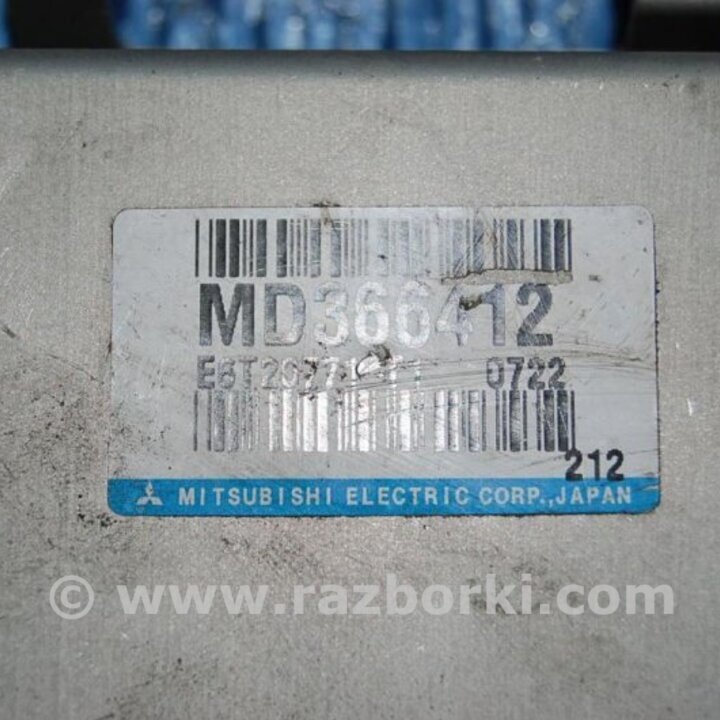 MD366412
0722
212
MITSUBISHI ELECTRIC CORP.,JAPAN
© www.razborki.com